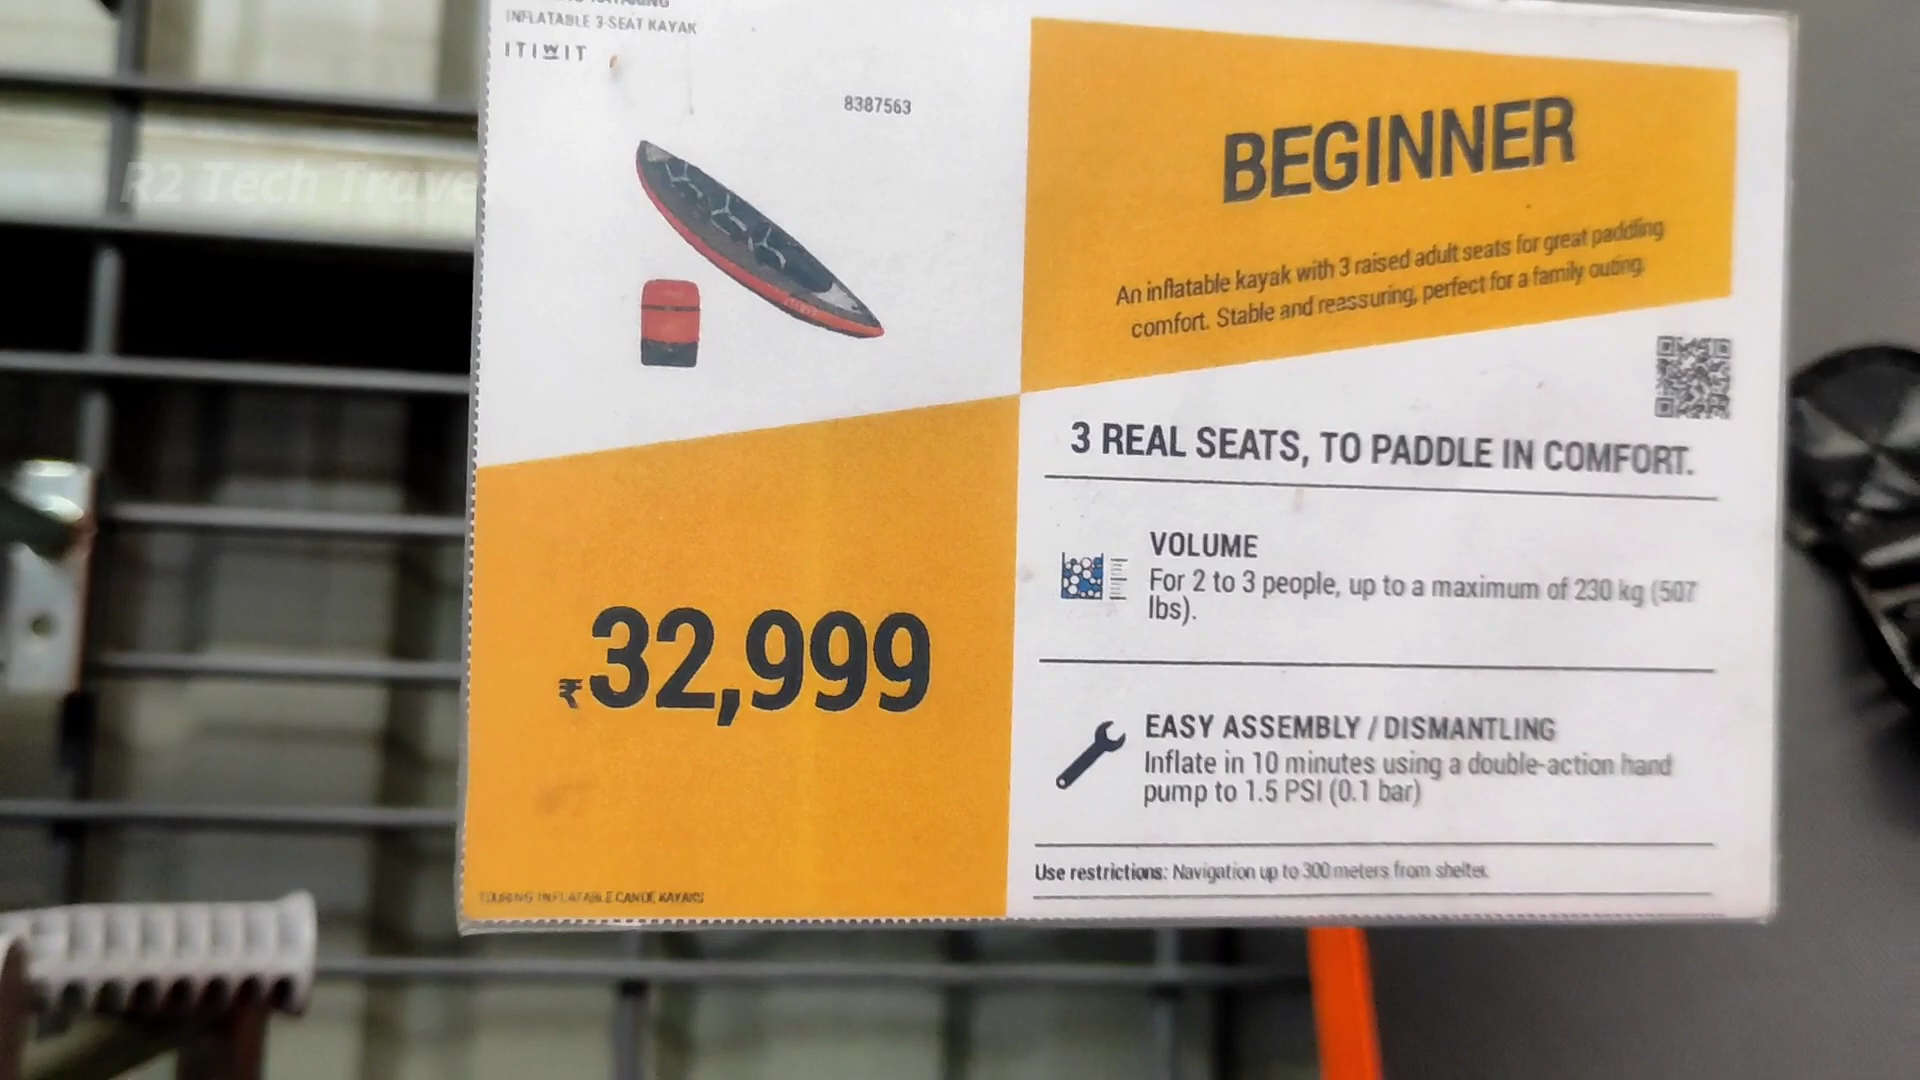 INFLATABLE 3-SEAT KAYAK
ITIWIT
8387563
R2 Tech Trave
BEGINNER
An inflatable kayak with 3 raised adult seats for great paddling
comfort. Stable and reassuring, perfect for a family outing.
3 REAL SEATS, TO PADDLE IN COMFORT.
VOLUME
For 2 to 3 people, up to a maximum of 230 kg (507
lbs).
₹32,999
EASY ASSEMBLY / DISMANTLING
Inflate in 10 minutes using a double-action hand
pump to 1.5 PSI (0.1 bar)
Use restrictions: Navigation up to 300 meters from shelter.
TOURING INFLATABLE CANOE KAYAKS